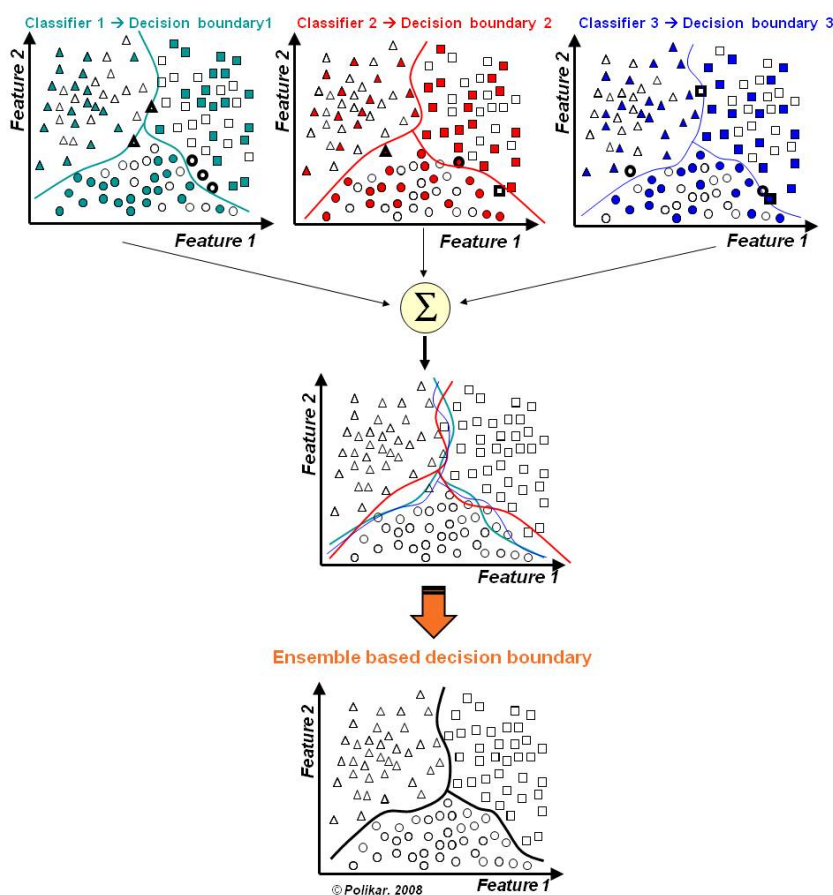 Classifier 1 → Decision boundary1
Classifier 2 → Decision boundary 2
Classifier 3 → Decision boundary 3
Feature 2
Feature 1
Feature 2
Feature 1
Feature 2
Feature 1
Σ
Feature 2
Feature 1
Ensemble based decision boundary
Feature 2
Feature 1
© Polikar, 2008